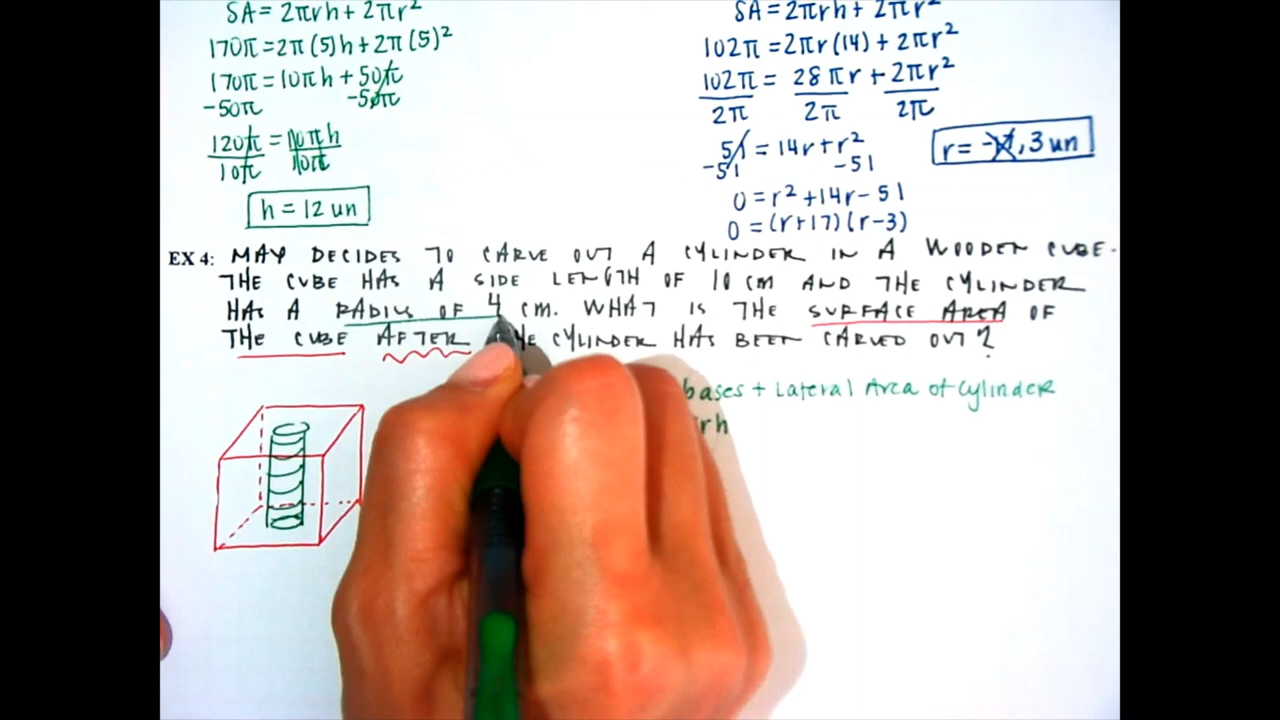 SA = 2πrh + 2πr²
170π = 2π(5)h + 2π(5)²
170π = 10πh + 50π
-50π -50π
120π = 10πh
10π 10π
h = 12 un
SA = 2πrh + 2πr²
102π = 2πr(14) + 2πr²
102π = 28πr + 2πr²
2π 2π 2π
51 = 14r + r²
-51 -51
0 = r² + 14r - 51
0 = (r+17)(r-3)
r = -17, 3 un
EX 4: MAY DECIDES TO CARVE OUT A CYLINDER IN A WOODEN CUBE.
THE CUBE HAS A SIDE LENGTH OF 10 CM AND THE CYLINDER
HAS A RADIUS OF 4 CM. WHAT IS THE SURFACE AREA OF
THE CUBE AFTER CYLINDER HAS BEEN CARVED OUT?
bases + Lateral Area of cylinder
rh